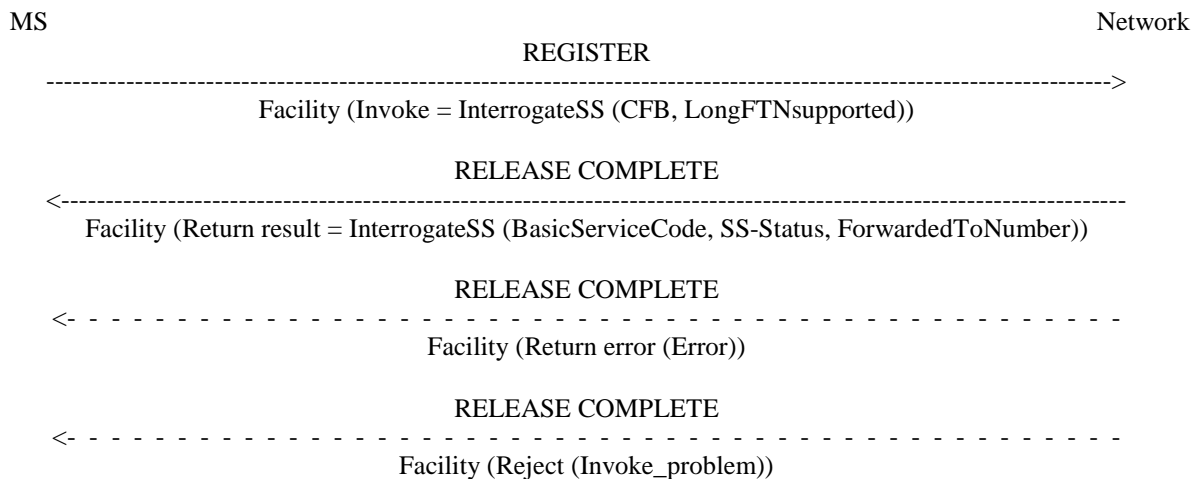 MS Network
REGISTER
------------------------------------------------------------------------------------------------------------------------->
Facility (Invoke = InterrogateSS (CFB, LongFTNsupported))
RELEASE COMPLETE
<-------------------------------------------------------------------------------------------------------------------------
Facility (Return result = InterrogateSS (BasicServiceCode, SS-Status, ForwardedToNumber))
RELEASE COMPLETE
<- - - - - - - - - - - - - - - - - - - - - - - - - - - - - - - - - - - - - - - - - - - - -
Facility (Return error (Error))
RELEASE COMPLETE
<- - - - - - - - - - - - - - - - - - - - - - - - - - - - - - - - - - - - - - - - - - - - -
Facility (Reject (Invoke_problem))